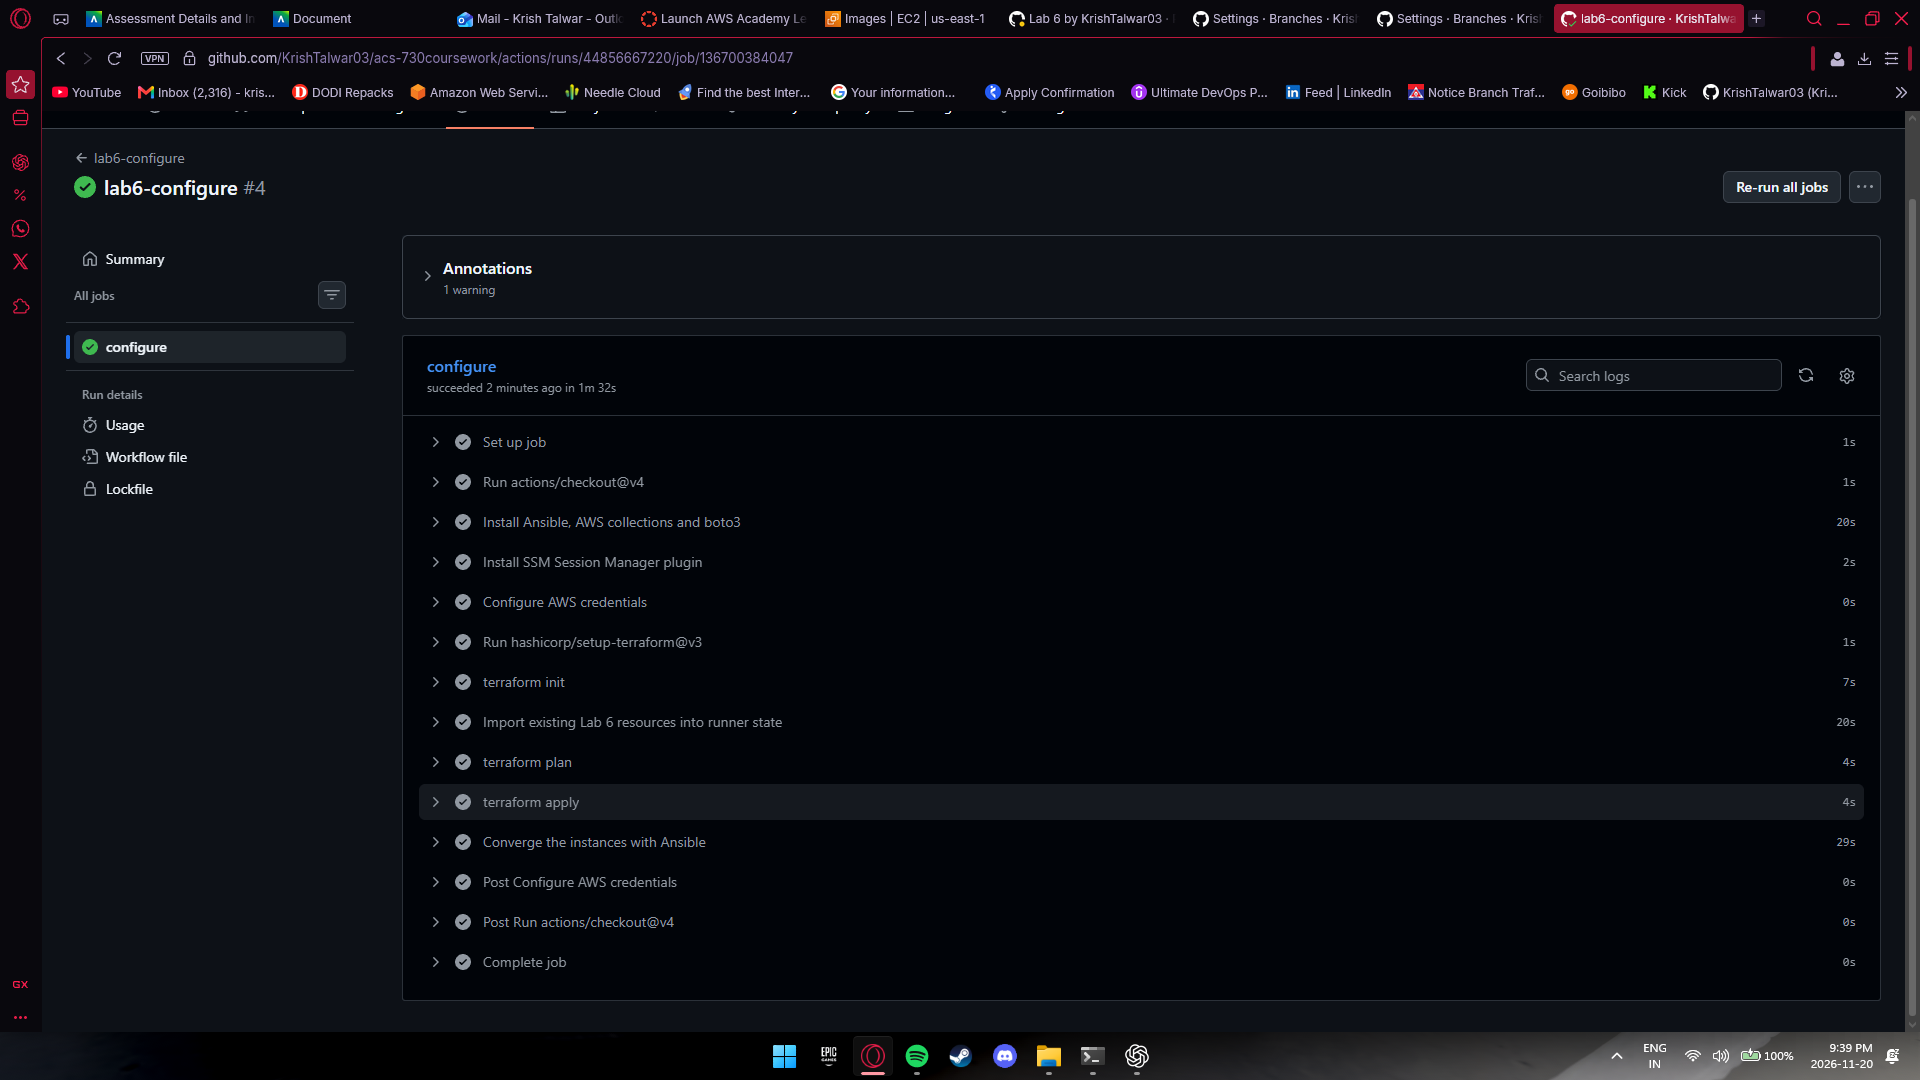 Assessment Details and In
Document
Mail - Krish Talwar - Outlo
Launch AWS Academy Le
Images | EC2 | us-east-1
Lab 6 by KrishTalwar03 ·
Settings · Branches · Kris
Settings · Branches · Kris
lab6-configure · KrishTalwa
VPN
github.com/KrishTalwar03/acs-730coursework/actions/runs/44856667220/job/136700384047
YouTube
Inbox (2,316) - kris...
DODI Repacks
Amazon Web Servi...
Needle Cloud
Find the best Inter...
Your information...
Apply Confirmation
Ultimate DevOps P...
Feed | LinkedIn
Notice Branch Traf...
Goibibo
Kick
KrishTalwar03 (Kri...
lab6-configure
lab6-configure #4
Re-run all jobs
Summary
All jobs
configure
Run details
Usage
Workflow file
Lockfile
Annotations
1 warning
configure
succeeded 2 minutes ago in 1m 32s
Search logs
Set up job 1s
Run actions/checkout@v4 1s
Install Ansible, AWS collections and boto3 20s
Install SSM Session Manager plugin 2s
Configure AWS credentials 0s
Run hashicorp/setup-terraform@v3 1s
terraform init 7s
Import existing Lab 6 resources into runner state 20s
terraform plan 4s
terraform apply 4s
Converge the instances with Ansible 29s
Post Configure AWS credentials 0s
Post Run actions/checkout@v4 0s
Complete job 0s
GX
EPIC GAMES
ENG
IN
100%
9:39 PM
2026-11-20